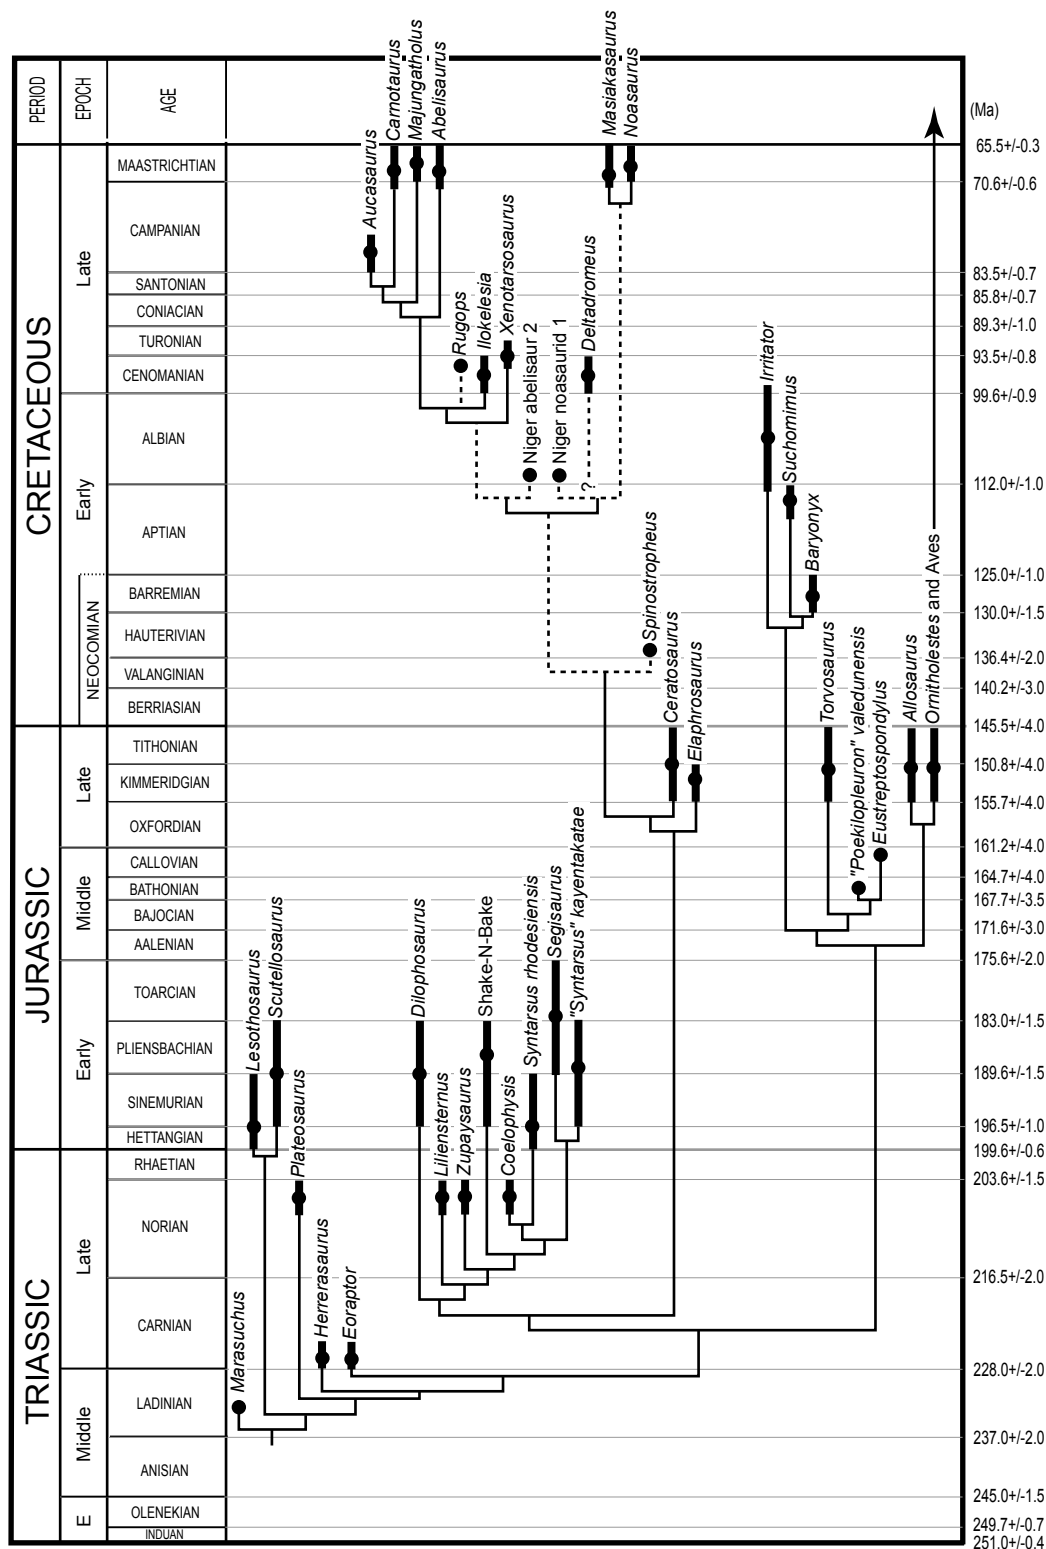 PERIOD
EPOCH
AGE
(Ma)
CRETACEOUS
JURASSIC
TRIASSIC
Late
Early
NEOCOMIAN
Late
Middle
Early
Late
Middle
E
MAASTRICHTIAN
CAMPANIAN
SANTONIAN
CONIACIAN
TURONIAN
CENOMANIAN
ALBIAN
APTIAN
BARREMIAN
HAUTERIVIAN
VALANGINIAN
BERRIASIAN
TITHONIAN
KIMMERIDGIAN
OXFORDIAN
CALLOVIAN
BATHONIAN
BAJOCIAN
AALENIAN
TOARCIAN
PLIENSBACHIAN
SINEMURIAN
HETTANGIAN
RHAETIAN
NORIAN
CARNIAN
LADINIAN
ANISIAN
OLENEKIAN
INDUAN
Marasuchus
Lesothosaurus
Scutellosaurus
Plateosaurus
Herrerasaurus
Eoraptor
Aucasaurus
Carnotaurus
Majungatholus
Abelisaurus
Rugops
Ilokelesia
Xenotarsosaurus
Niger abelisaur 2
Niger noasaurid 1
Deltadromeus
?
Masiakasaurus
Noasaurus
Spinostropheus
Ceratosaurus
Elaphrosaurus
Dilophosaurus
Liliensternus
Zupaysaurus
Shake-N-Bake
Coelophysis
Syntarsus rhodesiensis
Segisaurus
"Syntarsus" kayentakatae
Irritator
Suchomimus
Baryonyx
Torvosaurus
"Poekilopleuron" valedunensis
Eustreptospondylus
Allosaurus
Ornitholestes and Aves
65.5+/-0.3
70.6+/-0.6
83.5+/-0.7
85.8+/-0.7
89.3+/-1.0
93.5+/-0.8
99.6+/-0.9
112.0+/-1.0
125.0+/-1.0
130.0+/-1.5
136.4+/-2.0
140.2+/-3.0
145.5+/-4.0
150.8+/-4.0
155.7+/-4.0
161.2+/-4.0
164.7+/-4.0
167.7+/-3.5
171.6+/-3.0
175.6+/-2.0
183.0+/-1.5
189.6+/-1.5
196.5+/-1.0
199.6+/-0.6
203.6+/-1.5
216.5+/-2.0
228.0+/-2.0
237.0+/-2.0
245.0+/-1.5
249.7+/-0.7
251.0+/-0.4